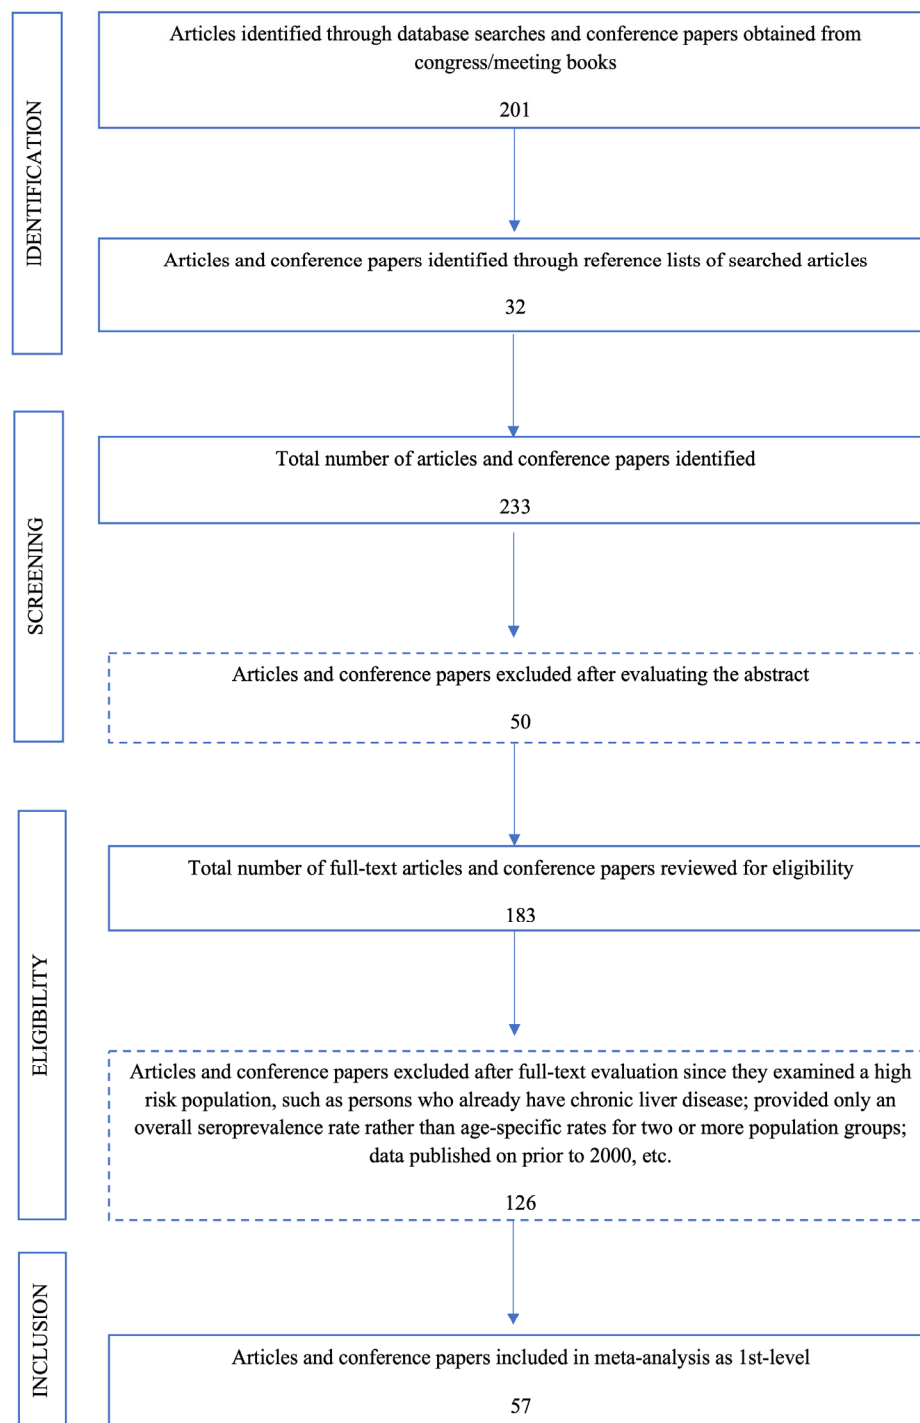 IDENTIFICATION
Articles identified through database searches and conference papers obtained from
congress/meeting books
201
Articles and conference papers identified through reference lists of searched articles
32
SCREENING
Total number of articles and conference papers identified
233
Articles and conference papers excluded after evaluating the abstract
50
ELIGIBILITY
Total number of full-text articles and conference papers reviewed for eligibility
183
Articles and conference papers excluded after full-text evaluation since they examined a high
risk population, such as persons who already have chronic liver disease; provided only an
overall seroprevalence rate rather than age-specific rates for two or more population groups;
data published on prior to 2000, etc.
126
INCLUSION
Articles and conference papers included in meta-analysis as 1st-level
57